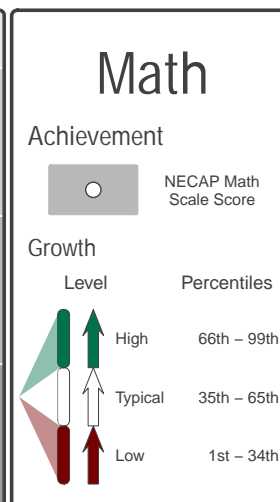 Math
Achievement
NECAP Math
Scale Score
Growth
Level Percentiles
High 66th – 99th
Typical 35th – 65th
Low 1st – 34th